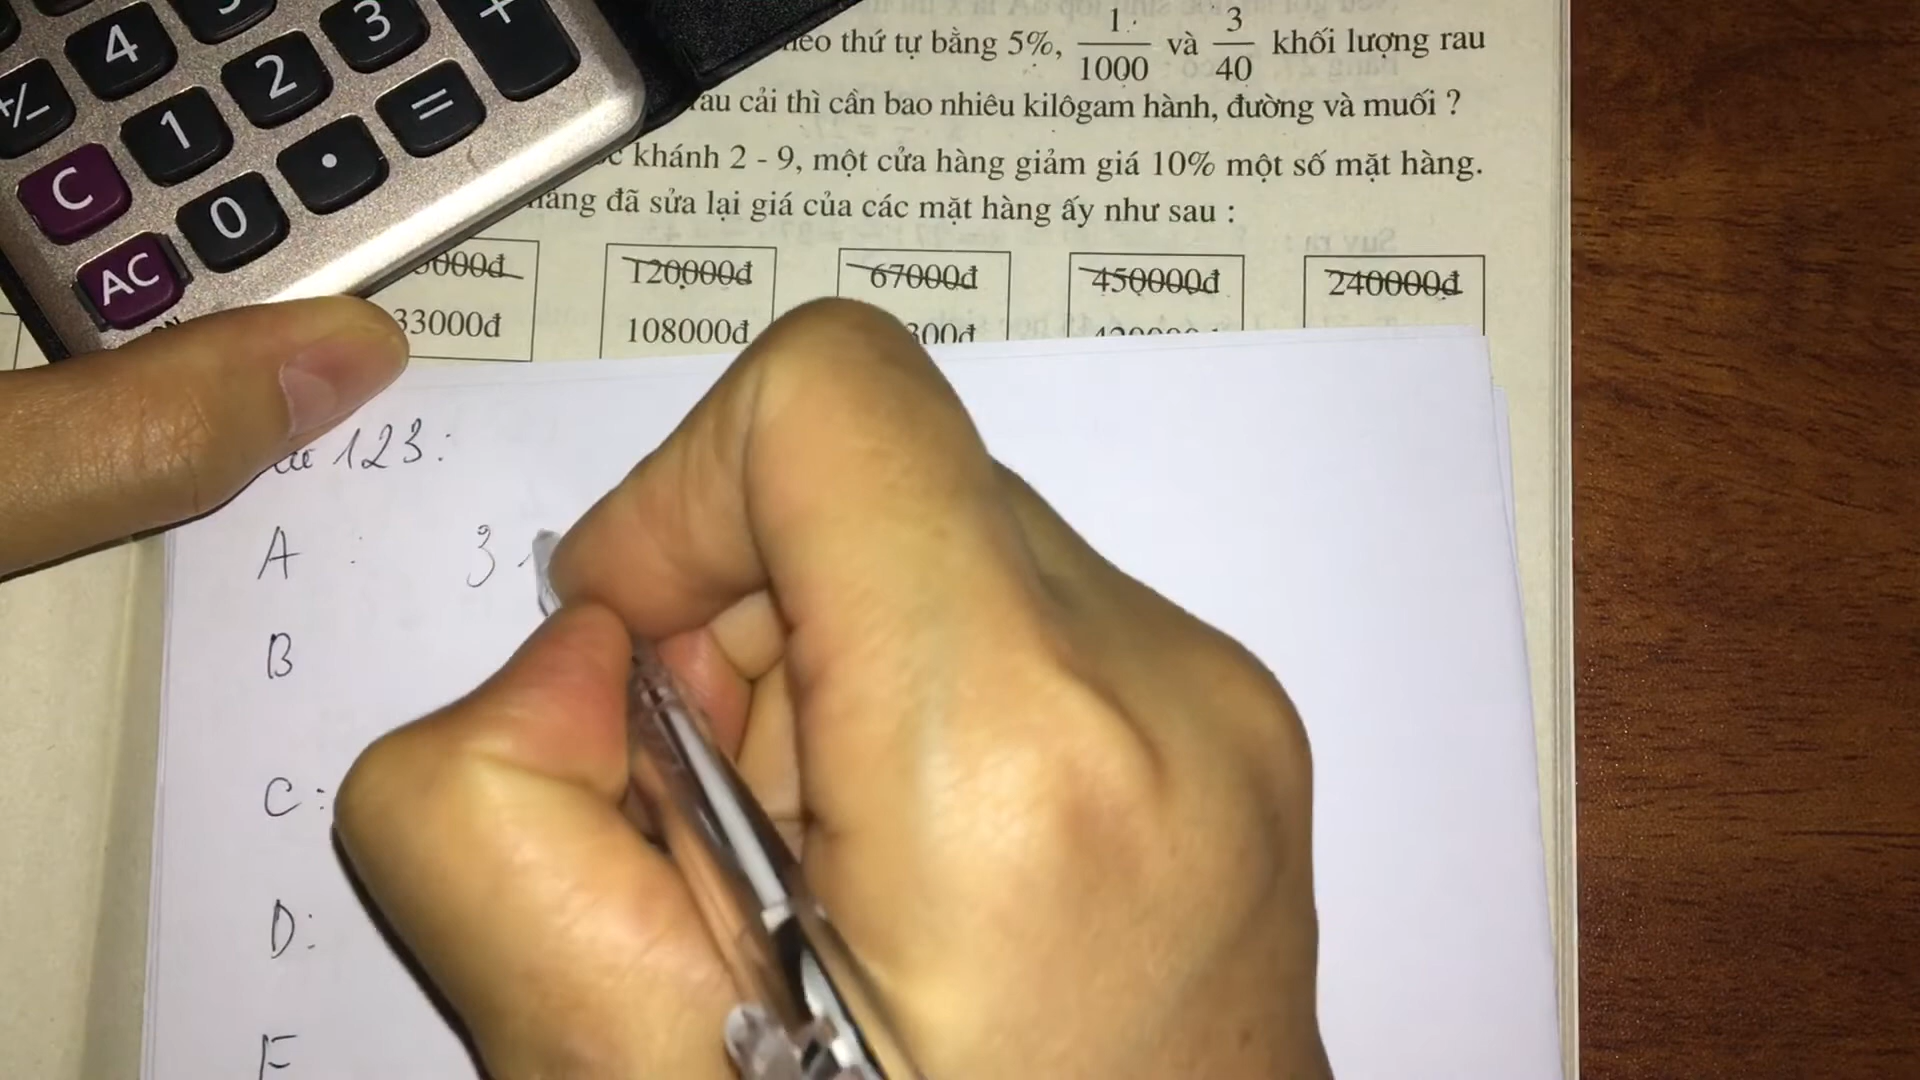 4
3
+
+/-
1
2
=
C
0
•
AC
theo thứ tự bằng 5%, 1/1000 và 3/40 khối lượng rau
rau cải thì cần bao nhiêu kilôgam hành, đường và muối ?
khánh 2 - 9, một cửa hàng giảm giá 10% một số mặt hàng.
hàng đã sửa lại giá của các mặt hàng ấy như sau :
5000đ 120000đ 67000đ 450000đ 240000đ
33000đ 108000đ 300đ
123:
A : 3
B
C:
D:
E